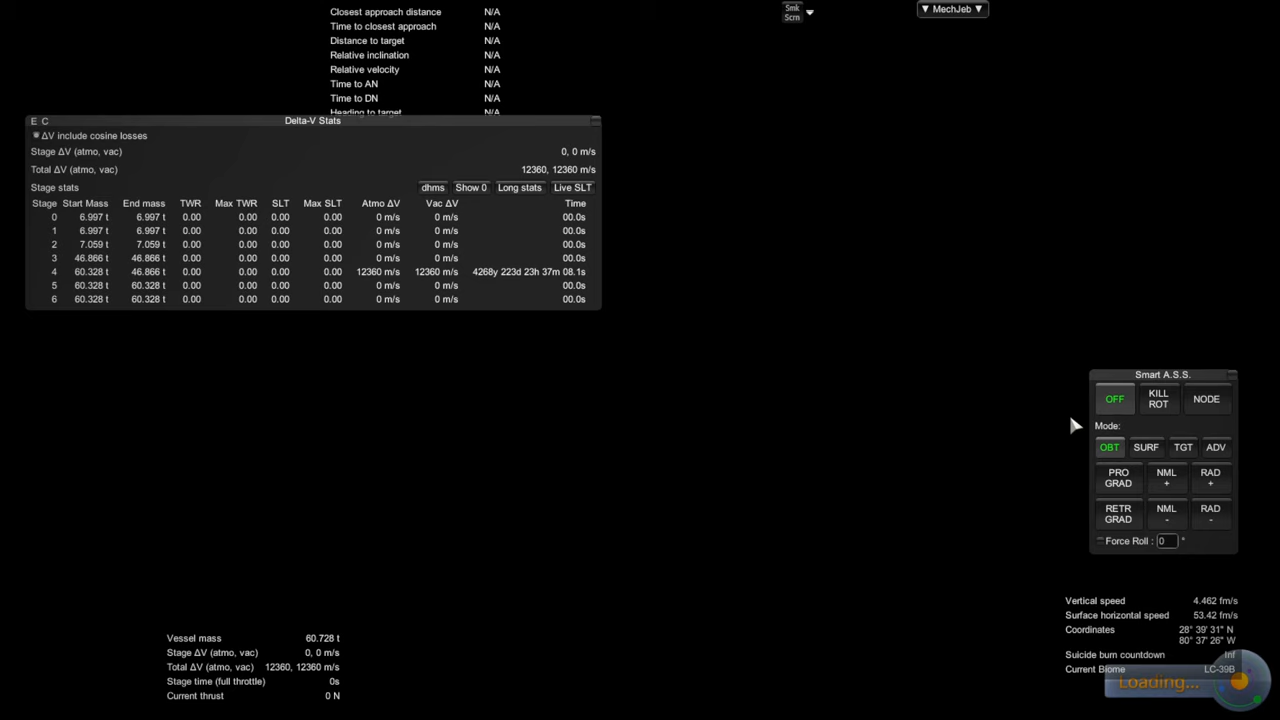 Closest approach distance N/A
Time to closest approach N/A
Distance to target N/A
Relative inclination N/A
Relative velocity N/A
Time to AN N/A
Time to DN N/A
Heading to target N/A
Smk
Scrn
▼ MechJeb ▼
E C Delta-V Stats
ΔV include cosine losses
Stage ΔV (atmo, vac) 0, 0 m/s
Total ΔV (atmo, vac) 12360, 12360 m/s
Stage stats dhms Show 0 Long stats Live SLT
Stage Start Mass End mass TWR Max TWR SLT Max SLT Atmo ΔV Vac ΔV Time
0 6.997 t 6.997 t 0.00 0.00 0.00 0.00 0 m/s 0 m/s 00.0s
1 6.997 t 6.997 t 0.00 0.00 0.00 0.00 0 m/s 0 m/s 00.0s
2 7.059 t 7.059 t 0.00 0.00 0.00 0.00 0 m/s 0 m/s 00.0s
3 46.866 t 46.866 t 0.00 0.00 0.00 0.00 0 m/s 0 m/s 00.0s
4 60.328 t 46.866 t 0.00 0.00 0.00 0.00 12360 m/s 12360 m/s 4268y 223d 23h 37m 08.1s
5 60.328 t 60.328 t 0.00 0.00 0.00 0.00 0 m/s 0 m/s 00.0s
6 60.328 t 60.328 t 0.00 0.00 0.00 0.00 0 m/s 0 m/s 00.0s
Smart A.S.S.
OFF KILL ROT NODE
Mode:
OBT SURF TGT ADV
PRO GRAD NML + RAD +
RETR GRAD NML - RAD -
Force Roll : 0 °
Vertical speed 4.462 fm/s
Surface horizontal speed 53.42 fm/s
Coordinates 28° 39' 31" N
80° 37' 26" W
Suicide burn countdown Inf
Current Biome LC-39B
Loading...
Vessel mass 60.728 t
Stage ΔV (atmo, vac) 0, 0 m/s
Total ΔV (atmo, vac) 12360, 12360 m/s
Stage time (full throttle) 0s
Current thrust 0 N